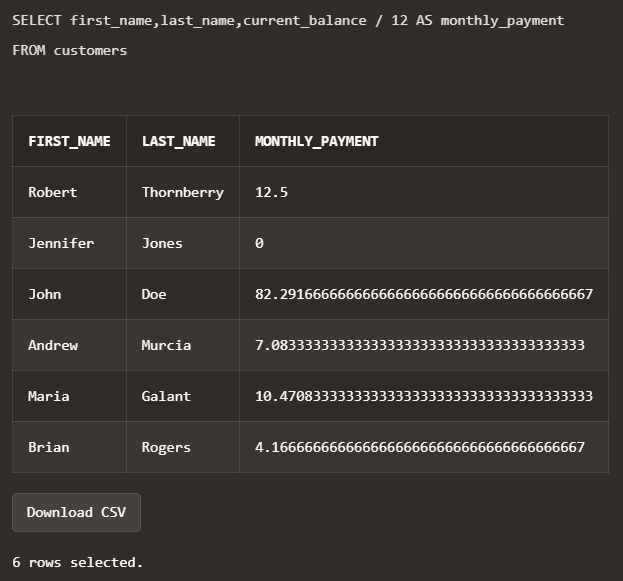 SELECT first_name,last_name,current_balance / 12 AS monthly_payment
FROM customers
FIRST_NAME LAST_NAME MONTHLY_PAYMENT
Robert Thornberry 12.5
Jennifer Jones 0
John Doe 82.2916666666666666666666666666666666667
Andrew Murcia 7.08333333333333333333333333333333333333
Maria Galant 10.4708333333333333333333333333333333333
Brian Rogers 4.16666666666666666666666666666666666667
Download CSV
6 rows selected.